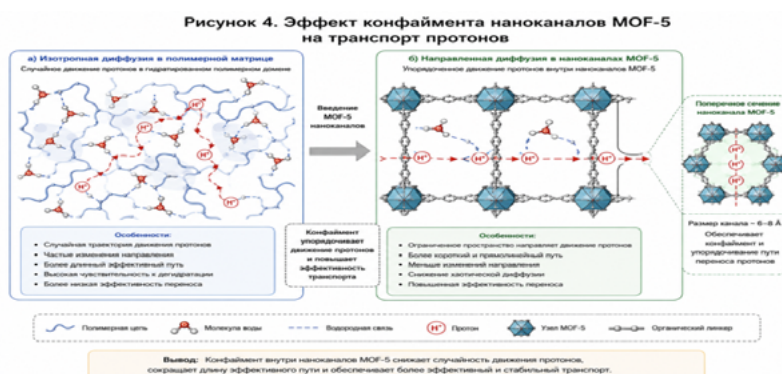 Рисунок 4. Эффект конфаймента наноканалов MOF-5
на транспорт протонов
а) Изотропная диффузия в полимерной матрице
Случайное движение протонов в гидратированном полимерном домене
H⁺
H⁺
H⁺
H⁺
H⁺
Особенности:
• Случайная траектория движения протонов
• Частые изменения направления
• Более длинный эффективный путь
• Высокая чувствительность к дегидратации
• Более низкая эффективность переноса
Введение
MOF-5
наноканалов
Конфаймент
упорядочивает
движение протонов
и повышает
эффективность
транспорта
б) Направленная диффузия в наноканалах MOF-5
Упорядоченное движение протонов внутри наноканалов MOF-5
H⁺
H⁺
H⁺
H⁺
Особенности:
• Ограниченное пространство направляет движение протонов
• Более короткий и прямолинейный путь
• Меньше изменений направления
• Снижение хаотической диффузии
• Повышенная эффективность переноса
Поперечное сечение
наноканала MOF-5
H⁺
H⁺
H⁺
Размер канала ~ 6–8 Å
Обеспечивает
конфаймент и
упорядочивание пути
переноса протонов
Полимерная цепь
Молекула воды
Водородная связь
H⁺
Протон
Узел MOF-5
Органический линкер
Вывод: Конфаймент внутри наноканалов MOF-5 снижает случайность движения протонов,
сокращает длину эффективного пути и обеспечивает более эффективный и стабильный транспорт.